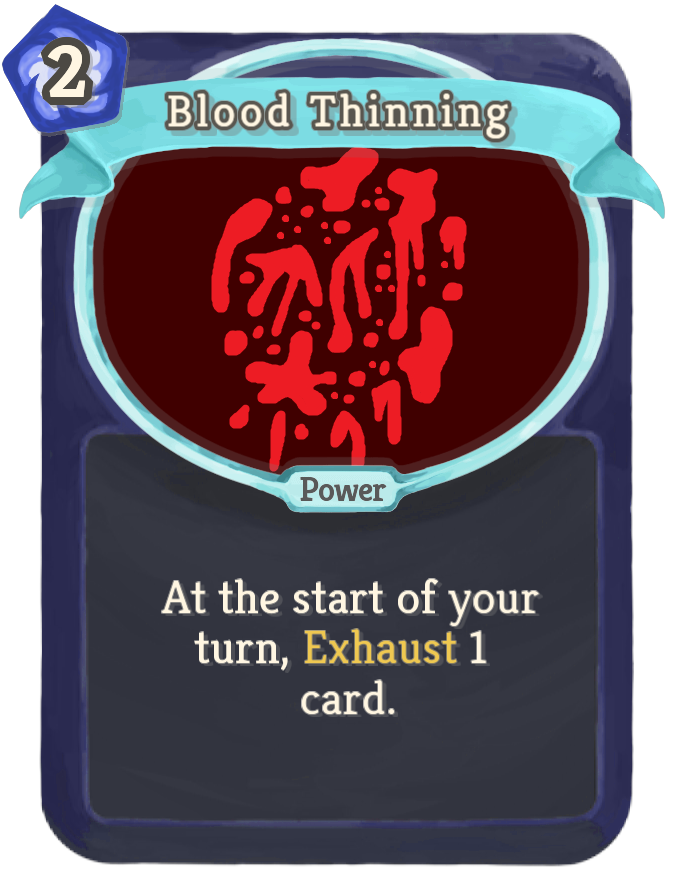 2
Blood Thinning
Power
At the start of your
turn, Exhaust 1
card.